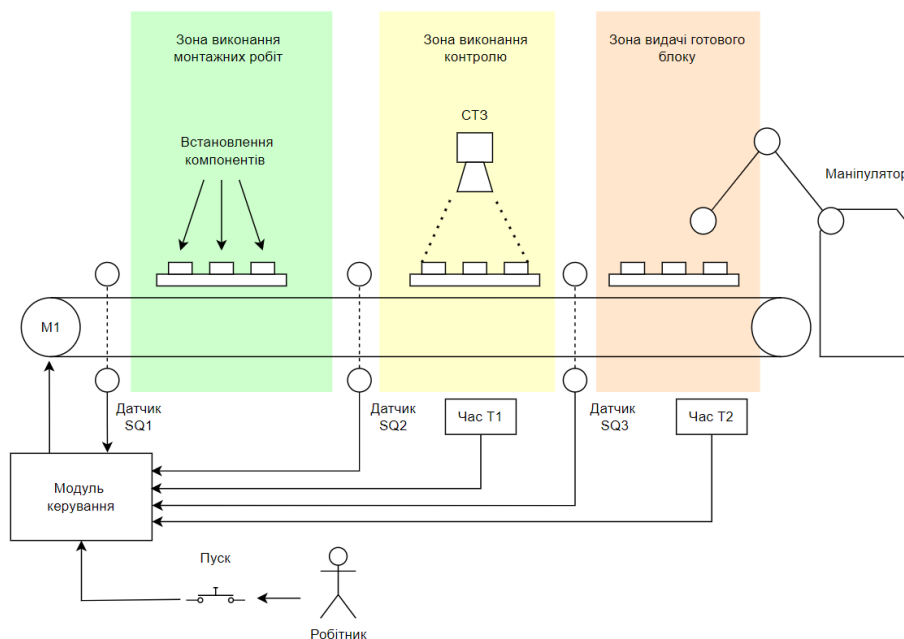 Зона виконання
монтажних робіт
Зона виконання
контролю
Зона видачі готового
блоку
СТЗ
Встановлення
компонентів
Маніпулятор
М1
Датчик
SQ1
Датчик
SQ2
Час Т1
Датчик
SQ3
Час Т2
Модуль
керування
Пуск
Робітник